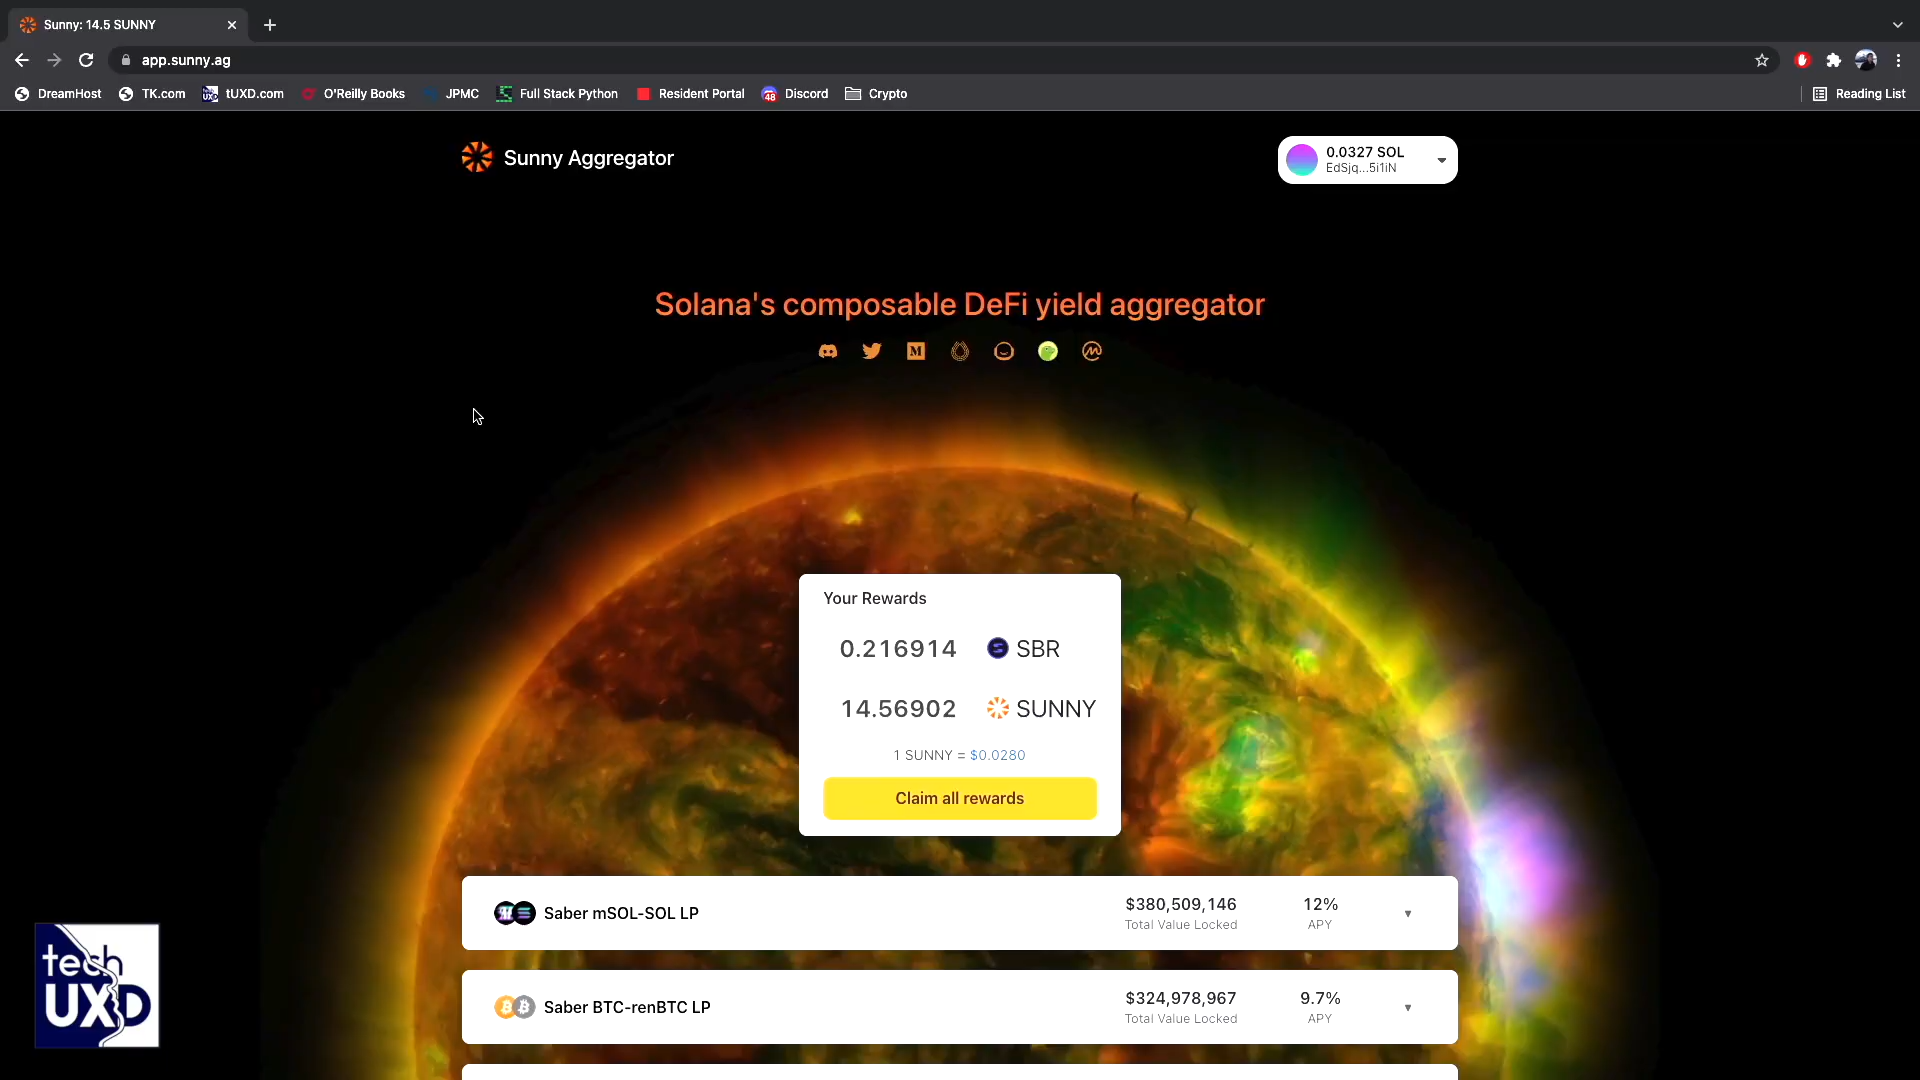 Sunny: 14.5 SUNNY
app.sunny.ag
DreamHost
TK.com
tUXD.com
O'Reilly Books
JPMC
Full Stack Python
Resident Portal
48
Discord
Crypto
Reading List
Sunny Aggregator
0.0327 SOL
EdSjq...5i1iN
Solana's composable DeFi yield aggregator
Your Rewards
0.216914 SBR
14.56902 SUNNY
1 SUNNY = $0.0280
Claim all rewards
Saber mSOL-SOL LP
$380,509,146
Total Value Locked
12%
APY
Saber BTC-renBTC LP
$324,978,967
Total Value Locked
9.7%
APY
tech
UXD